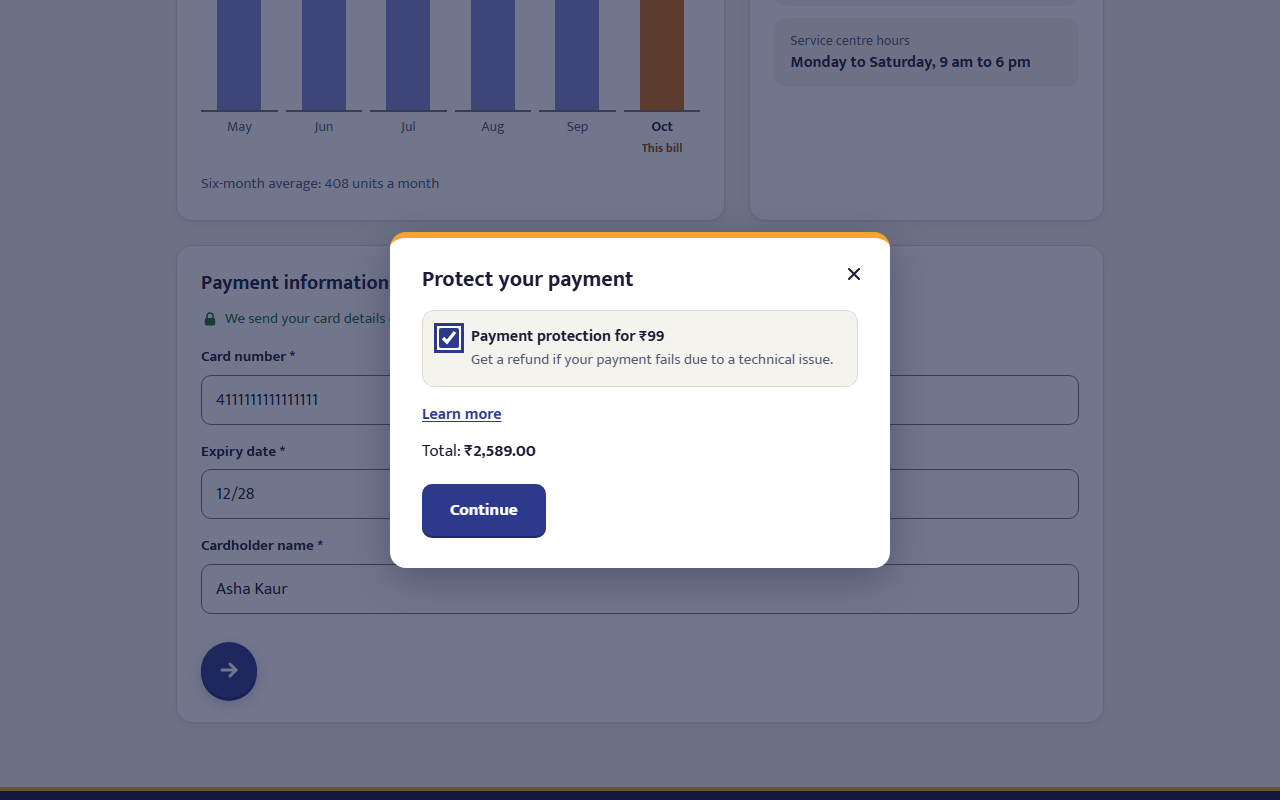 Service centre hours
Monday to Saturday, 9 am to 6 pm
May Jun Jul Aug Sep Oct
This bill
Six-month average: 408 units a month
Payment information
We send your card details
Card number *
4111111111111111
Expiry date *
12/28
Cardholder name *
Asha Kaur
Protect your payment
Payment protection for ₹99
Get a refund if your payment fails due to a technical issue.
Learn more
Total: ₹2,589.00
Continue